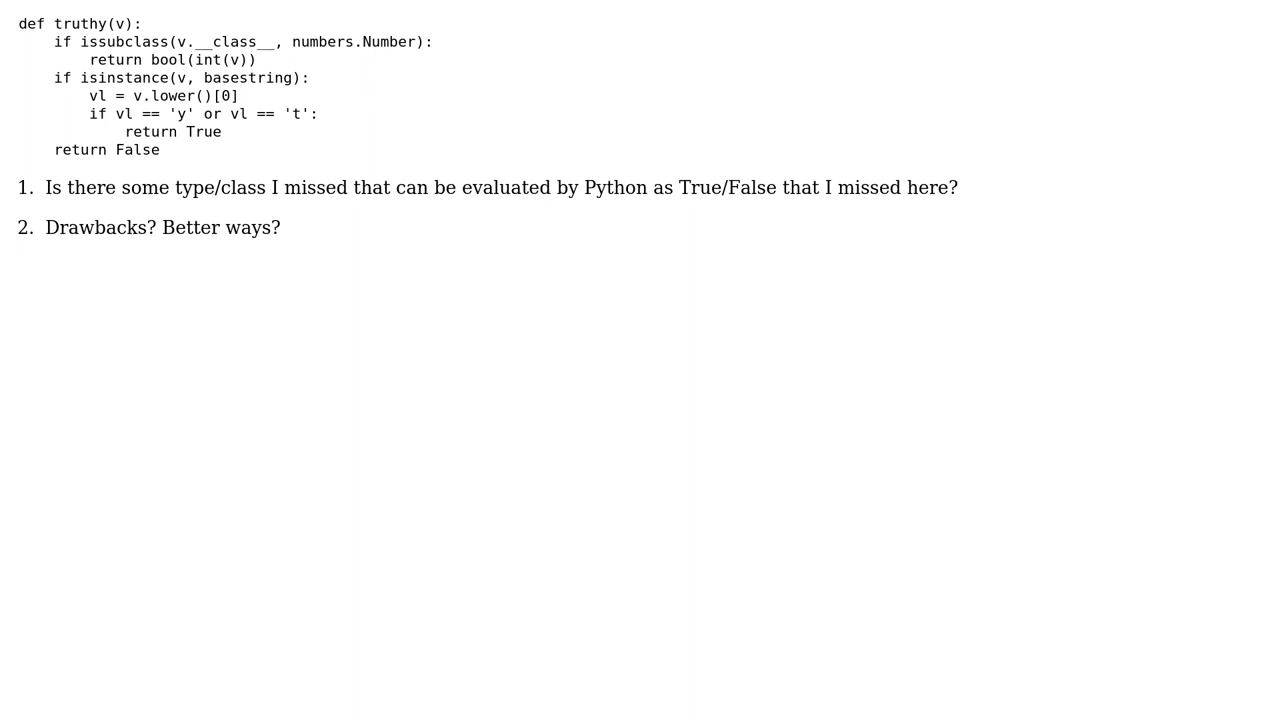 def truthy(v):
    if issubclass(v.__class__, numbers.Number):
        return bool(int(v))
    if isinstance(v, basestring):
        vl = v.lower()[0]
        if vl == 'y' or vl == 't':
            return True
    return False
1. Is there some type/class I missed that can be evaluated by Python as True/False that I missed here?
2. Drawbacks? Better ways?